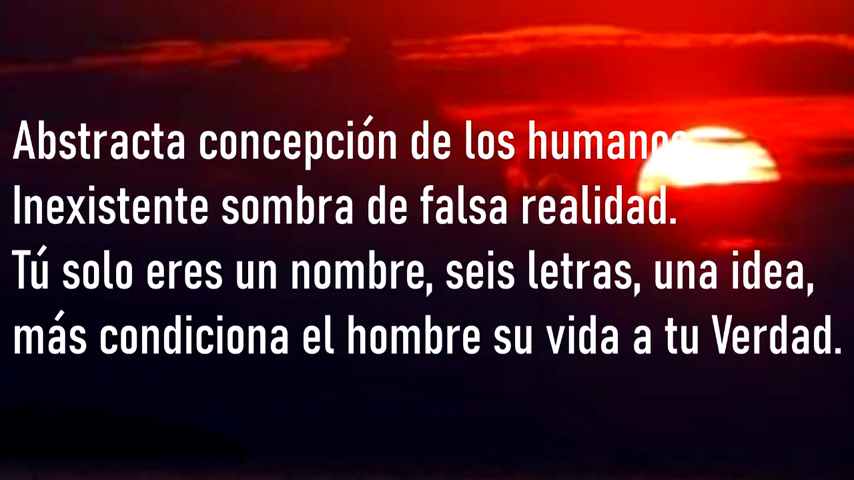 Abstracta concepción de los humanos
Inexistente sombra de falsa realidad.
Tú solo eres un nombre, seis letras, una idea,
más condiciona el hombre su vida a tu Verdad.